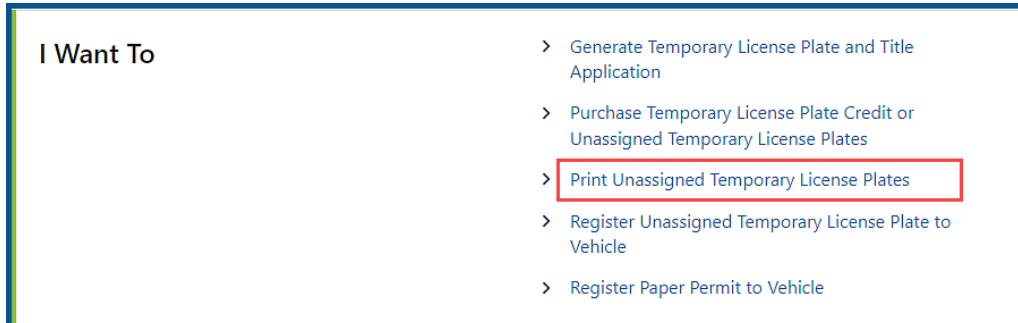 I Want To
Generate Temporary License Plate and Title
Application
Purchase Temporary License Plate Credit or
Unassigned Temporary License Plates
Print Unassigned Temporary License Plates
Register Unassigned Temporary License Plate to
Vehicle
Register Paper Permit to Vehicle